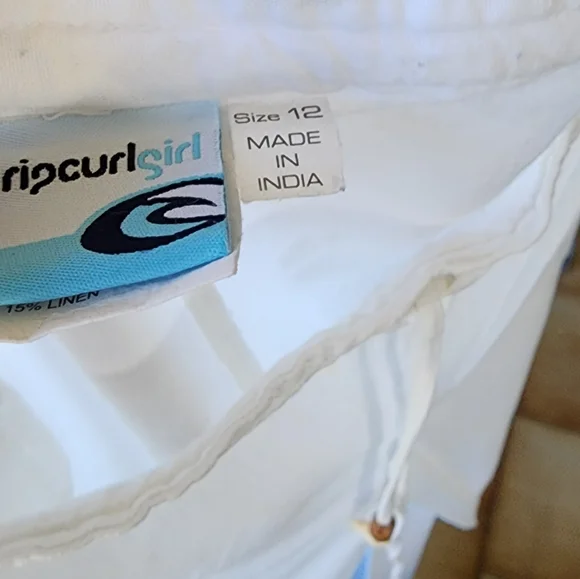 ripcurlgirl
Size 12
MADE
IN
INDIA
15% LINEN